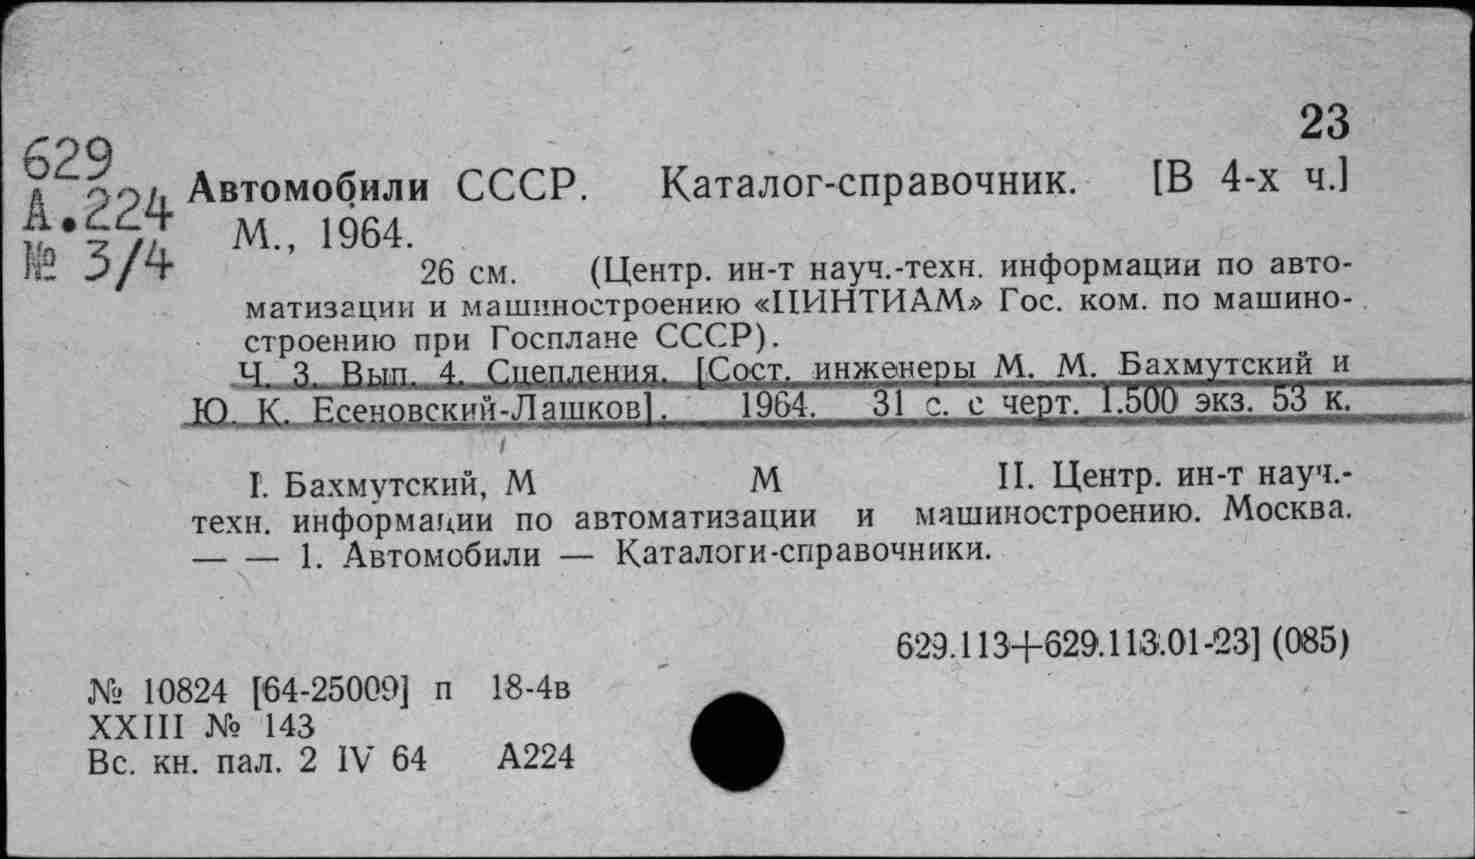 23
629
А.224
№ 3/4
Автомобили СССР. Каталог-справочник. [В 4-х ч.]
М., 1964.
26 см. (Центр. ин-т науч.-техн. информации по авто-
матизации и машиностроению «ЦИНТИАМ» Гос. ком. по машино-
строению при Госплане СССР).
Ч. 3. Вып. 4. Сцепления. [Сост. инженеры М. М. Бахмутский и
Ю. К. Есеновский-Лашков]. 1964. 31 с. с черт. 1.500 экз. 53 к.
I. Бахмутский, М М II. Центр. ин-т науч.-
техн. информации по автоматизации и машиностроению. Москва.
— — 1. Автомобили — Каталоги-справочники.
629.113+629.113.01-23] (085)
№ 10824 [64-25009] п 18-4в
XXIII № 143
Вс. кн. пал. 2 IV 64 А224